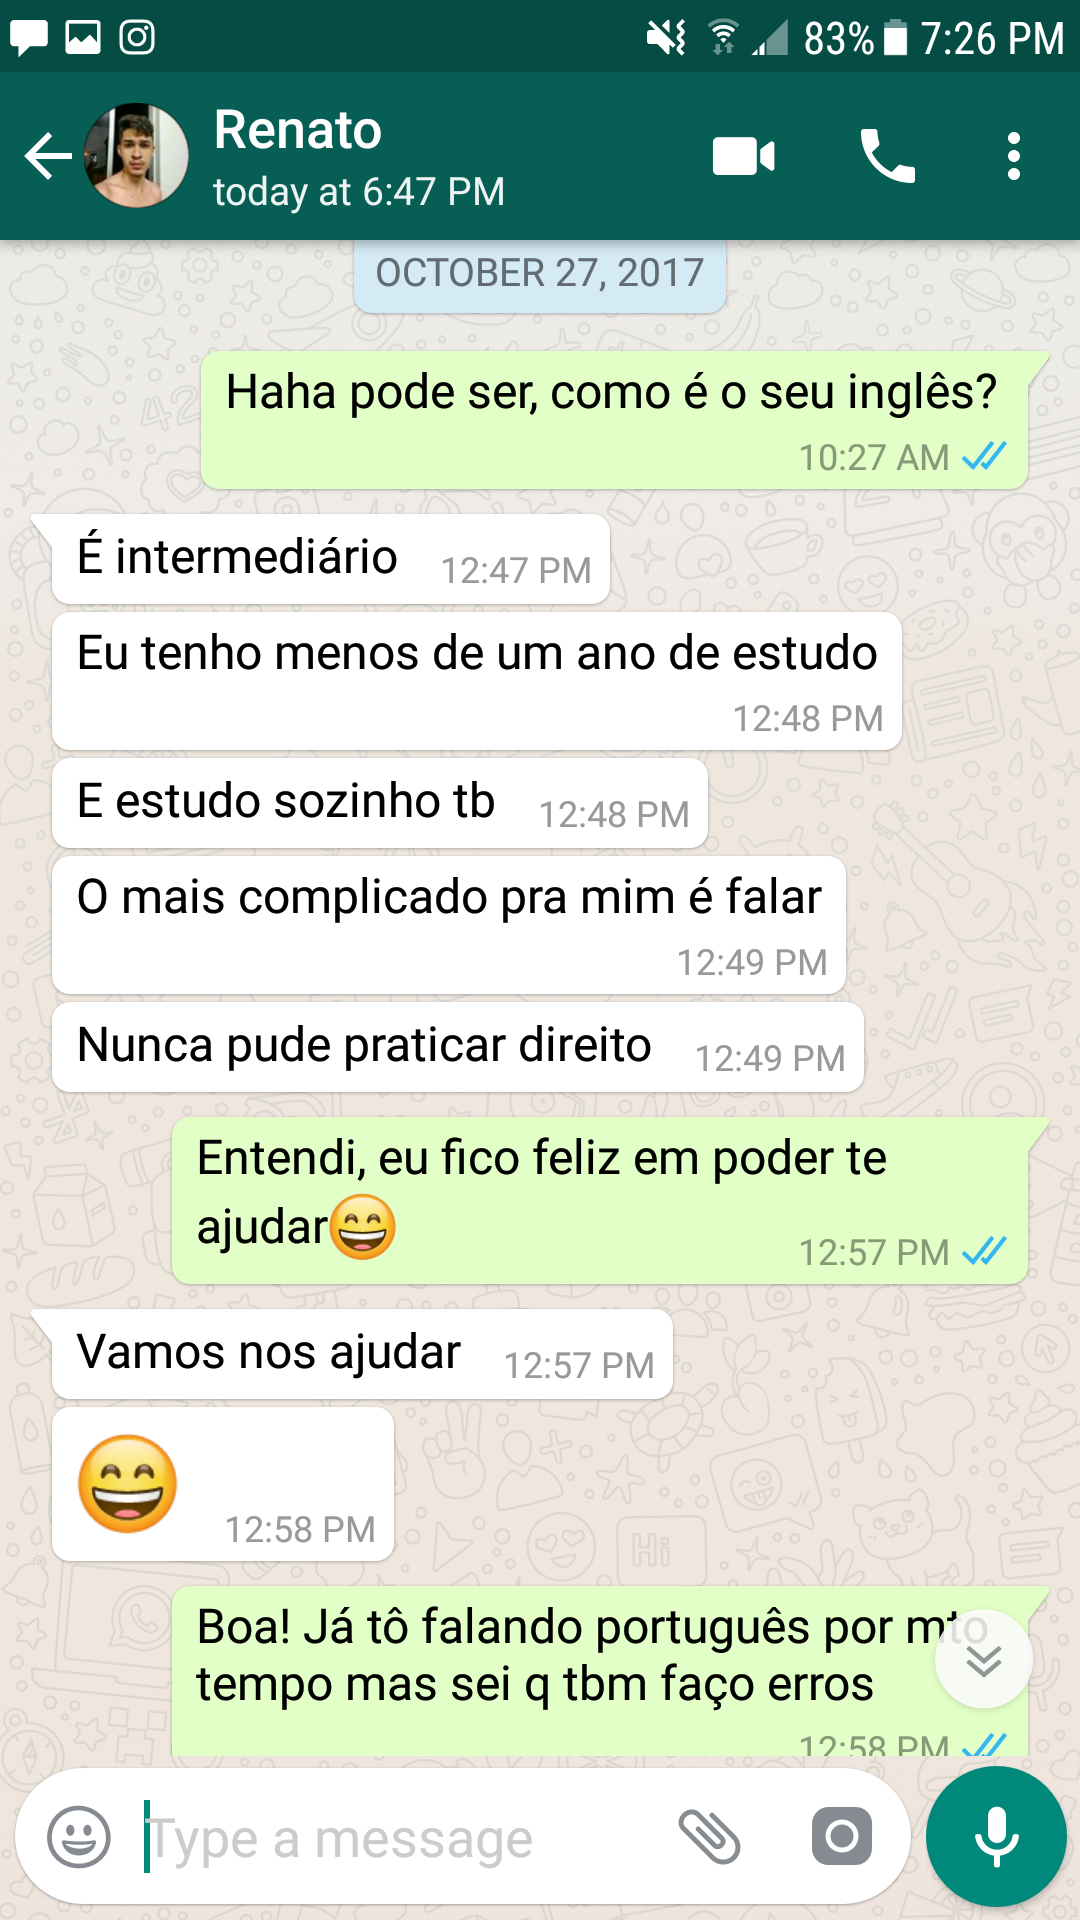 83% 7:26 PM
Renato
today at 6:47 PM
OCTOBER 27, 2017
Haha pode ser, como é o seu inglês?
10:27 AM
É intermediário 12:47 PM
Eu tenho menos de um ano de estudo
12:48 PM
E estudo sozinho tb 12:48 PM
O mais complicado pra mim é falar
12:49 PM
Nunca pude praticar direito 12:49 PM
Entendi, eu fico feliz em poder te
ajudar😄
12:57 PM
Vamos nos ajudar 12:57 PM
😄
12:58 PM
Boa! Já tô falando português por mto
tempo mas sei q tbm faço erros
12:58 PM
Type a message